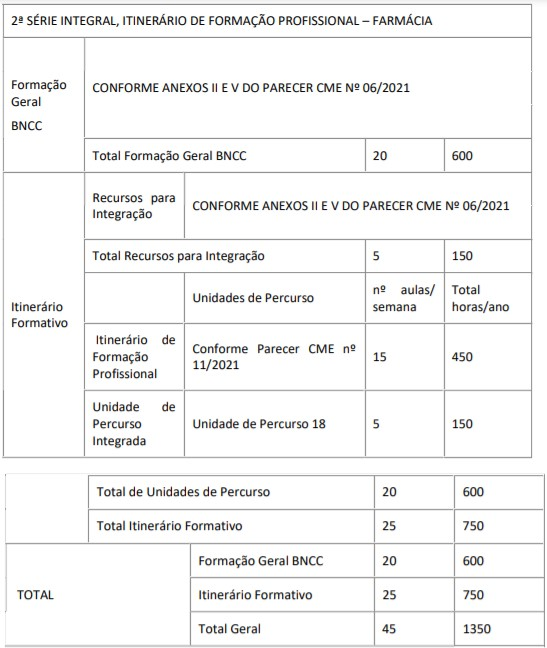 2ª SÉRIE INTEGRAL, ITINERÁRIO DE FORMAÇÃO PROFISSIONAL – FARMÁCIA
Formação
Geral
BNCC
CONFORME ANEXOS II E V DO PARECER CME Nº 06/2021
Total Formação Geral BNCC 20 600
Itinerário
Formativo
Recursos para
Integração
CONFORME ANEXOS II E V DO PARECER CME Nº 06/2021
Total Recursos para Integração 5 150
Unidades de Percurso
nº aulas/
semana
Total
horas/ano
Itinerário de
Formação
Profissional
Conforme Parecer CME nº
11/2021
15 450
Unidade de
Percurso
Integrada
Unidade de Percurso 18 5 150
Total de Unidades de Percurso 20 600
Total Itinerário Formativo 25 750
TOTAL
Formação Geral BNCC 20 600
Itinerário Formativo 25 750
Total Geral 45 1350